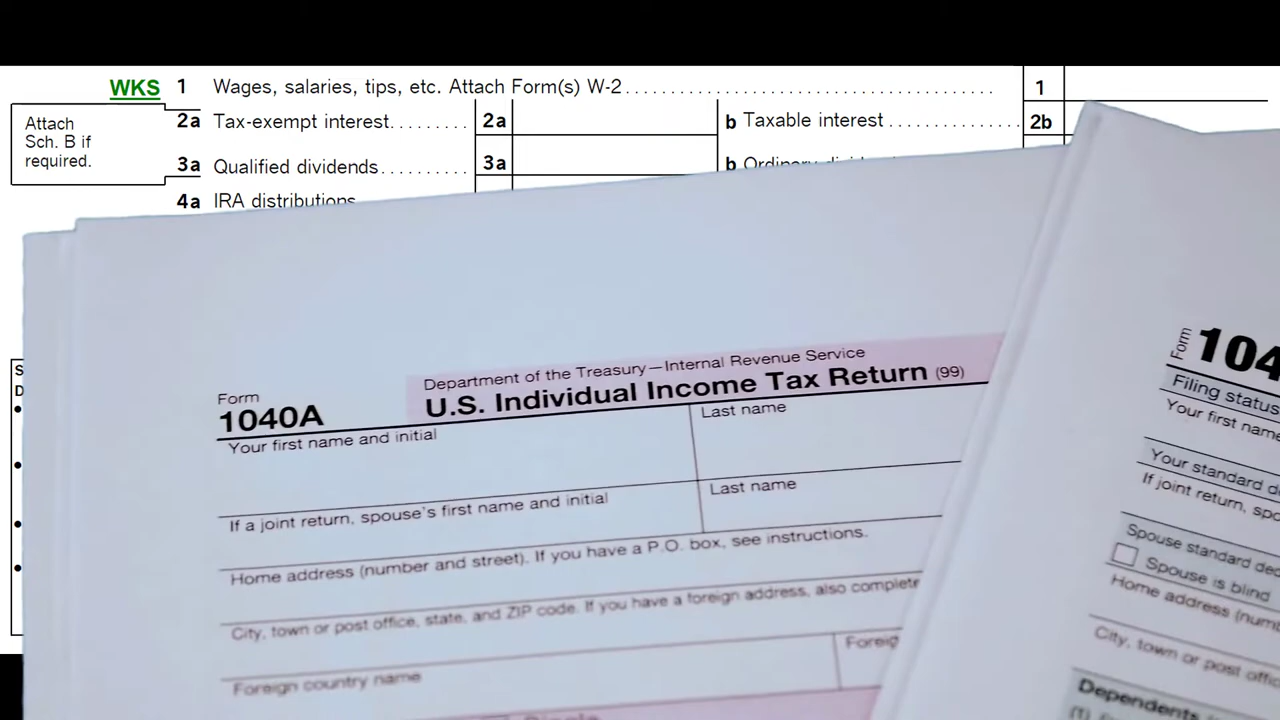 WKS 1 Wages, salaries, tips, etc. Attach Form(s) W-2 1
Attach Sch. B if required.
2a Tax-exempt interest 2a b Taxable interest 2b
3a Qualified dividends 3a b Ordinary
4a IRA distributions
S
D
Form
1040A
Department of the Treasury—Internal Revenue Service
U.S. Individual Income Tax Return (99)
Your first name and initial
Last name
If a joint return, spouse's first name and initial
Last name
Home address (number and street). If you have a P.O. box, see instructions.
City, town or post office, state, and ZIP code. If you have a foreign address, also complete
Foreign country name
Foreig
Single
Form 104
Filing status
Your first name
Your standard d
If joint return, spo
Spouse standard dec
Spouse is blind
Home address (numb
City, town or post offic
Dependents
(1)